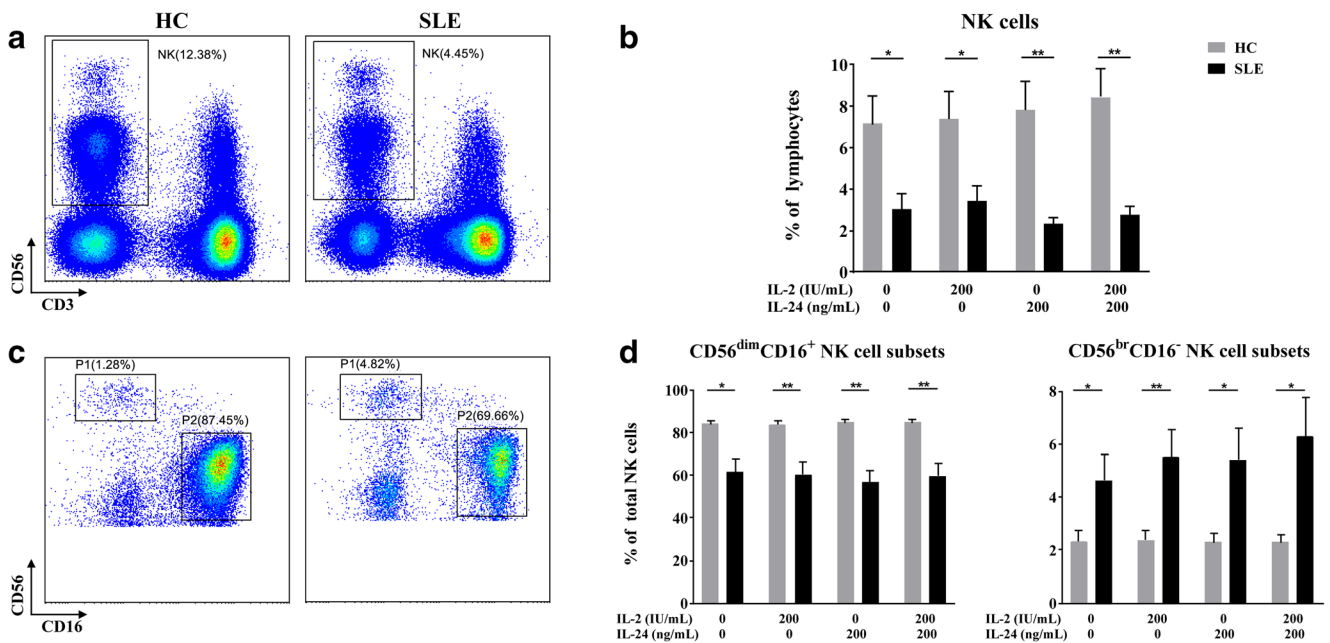 HC
SLE
a
NK(12.38%)
NK(4.45%)
CD56
CD3
b
NK cells
HC
SLE
* * ** **
% of lymphocytes
10
8
6
4
2
0
IL-2 (IU/mL) 0 200 0 200
IL-24 (ng/mL) 0 0 200 200
c
P1(1.28%)
P2(87.45%)
P1(4.82%)
P2(69.66%)
CD56
CD16
d
CD56dimCD16+ NK cell subsets
* ** ** **
% of total NK cells
100
80
60
40
20
0
IL-2 (IU/mL) 0 200 0 200
IL-24 (ng/mL) 0 0 200 200
CD56brCD16- NK cell subsets
* ** * *
8
6
4
2
0
IL-2 (IU/mL) 0 200 0 200
IL-24 (ng/mL) 0 0 200 200